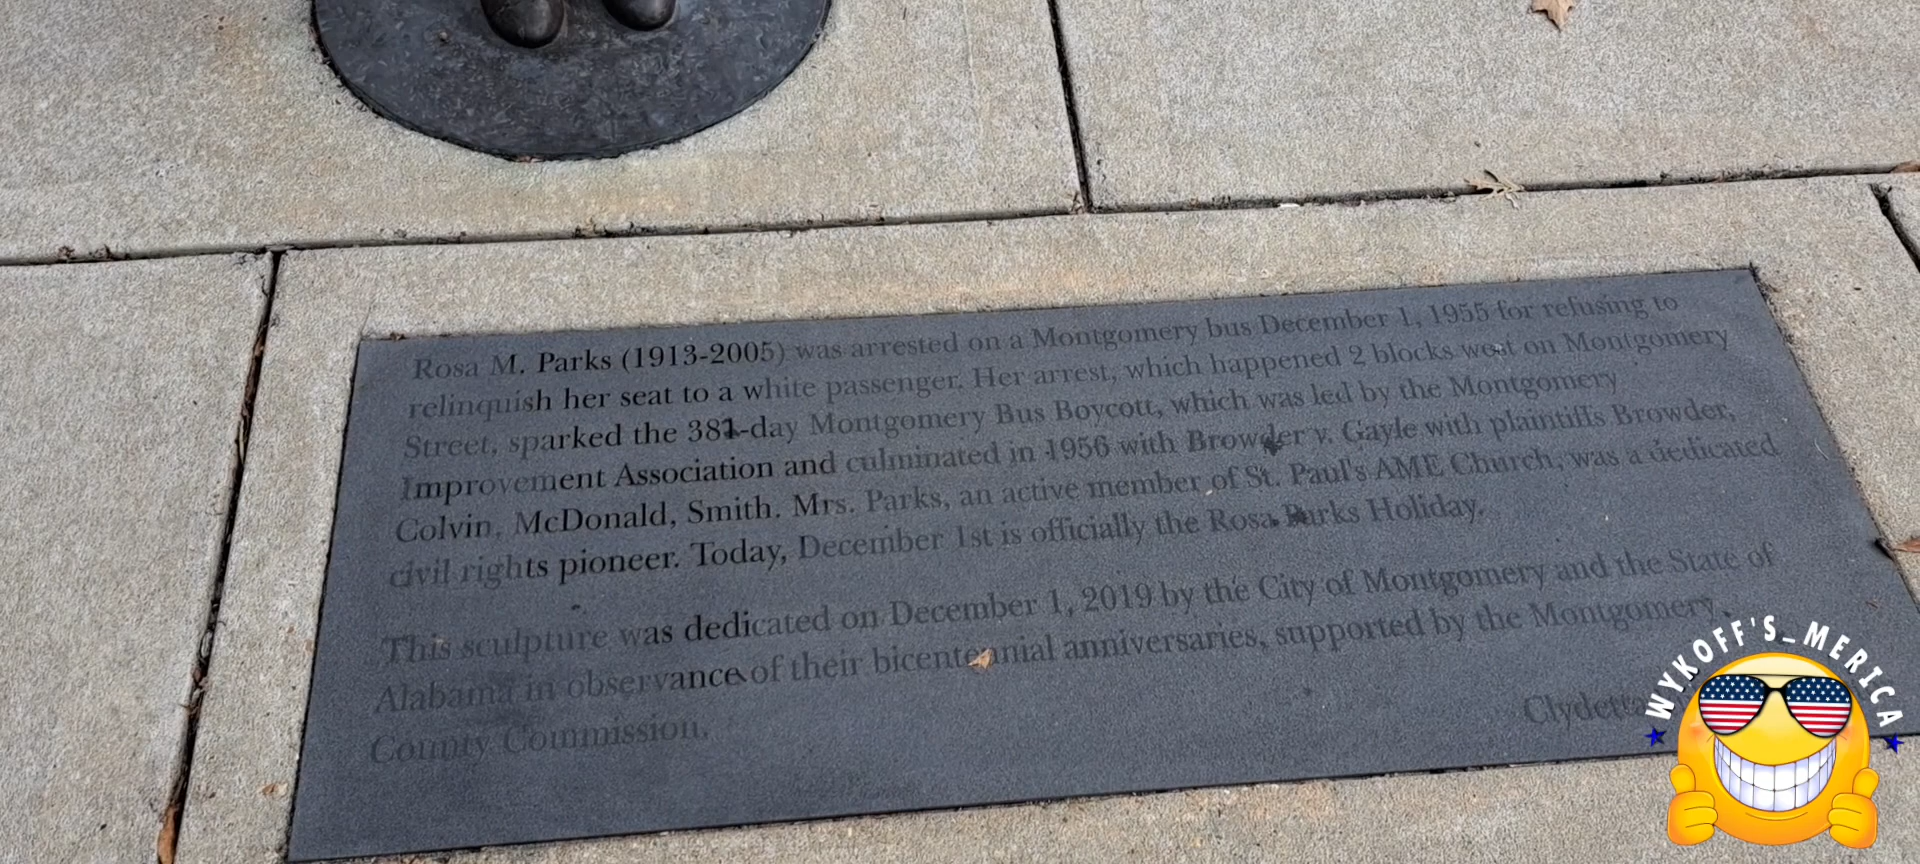 Rosa M. Parks (1913-2005) was arrested on a Montgomery bus December 1, 1955 for refusing to
relinquish her seat to a white passenger. Her arrest, which happened 2 blocks west on Montgomery
Street, sparked the 381-day Montgomery Bus Boycott, which was led by the Montgomery
Improvement Association and culminated in 1956 with Browder v. Gayle with plaintiffs Browder,
Colvin, McDonald, Smith. Mrs. Parks, an active member of St. Paul's AME Church, was a dedicated
civil rights pioneer. Today, December 1st is officially the Rosa Parks Holiday.
This sculpture was dedicated on December 1, 2019 by the City of Montgomery and the State of
Alabama in observance of their bicentennial anniversaries, supported by the Montgomery
County Commission.
Clydetta
WYKOFF'S_MERICA